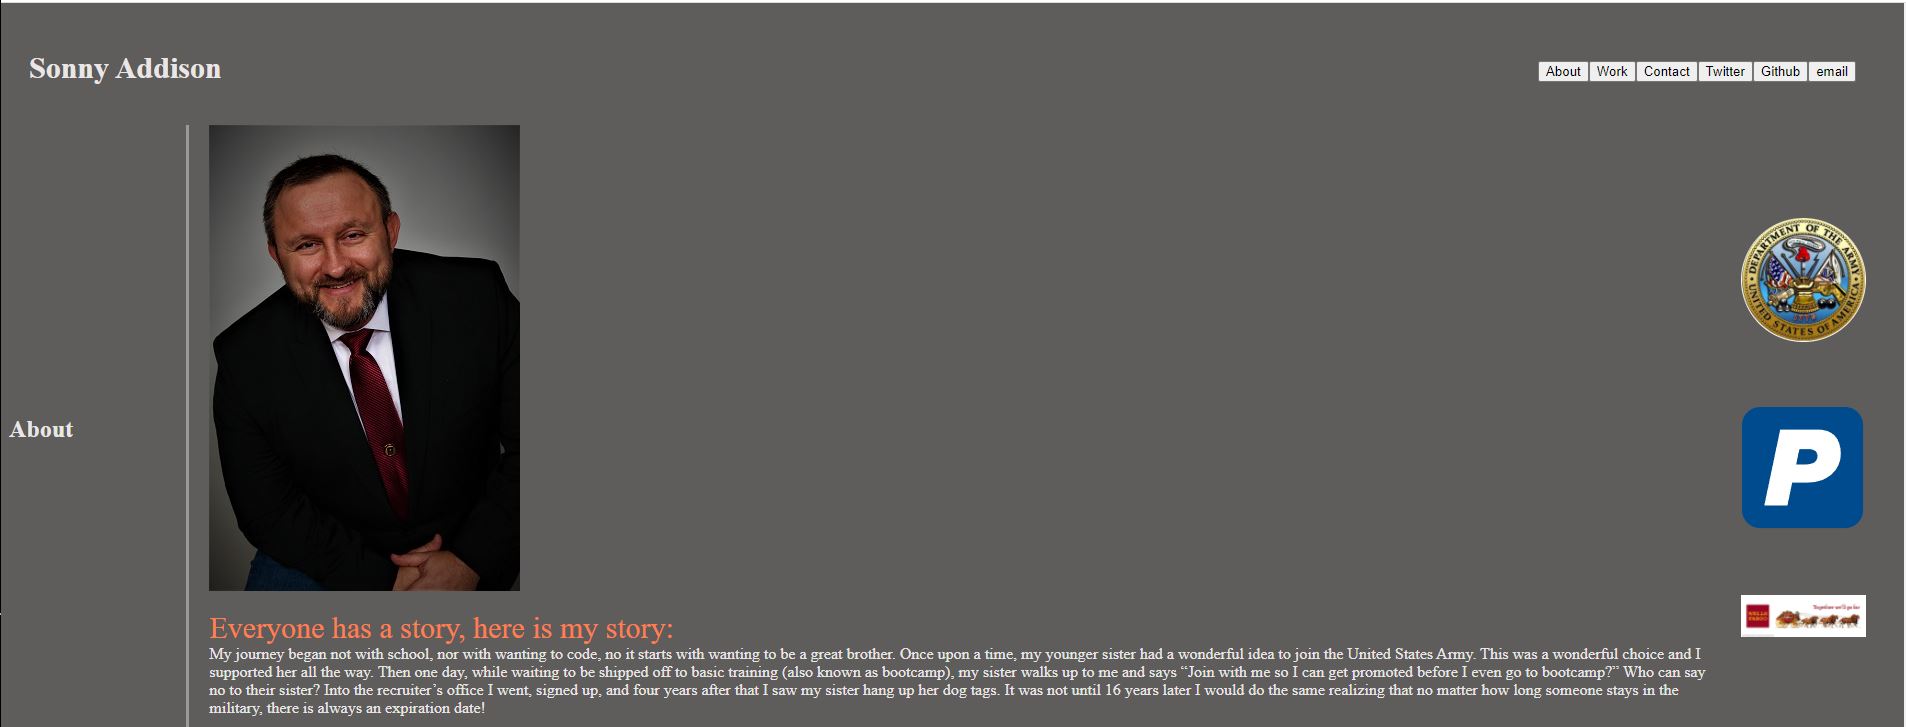 Sonny Addison
About Work Contact Twitter Github email
DEPARTMENT OF THE ARMY
UNITED STATES OF AMERICA
About
P
WELLS
FARGO
Together we'll go far
Everyone has a story, here is my story:
My journey began not with school, nor with wanting to code, no it starts with wanting to be a great brother. Once upon a time, my younger sister had a wonderful idea to join the United States Army. This was a wonderful choice and I
supported her all the way. Then one day, while waiting to be shipped off to basic training (also known as bootcamp), my sister walks up to me and says “Join with me so I can get promoted before I even go to bootcamp?” Who can say
no to their sister? Into the recruiter’s office I went, signed up, and four years after that I saw my sister hang up her dog tags. It was not until 16 years later I would do the same realizing that no matter how long someone stays in the
military, there is always an expiration date!